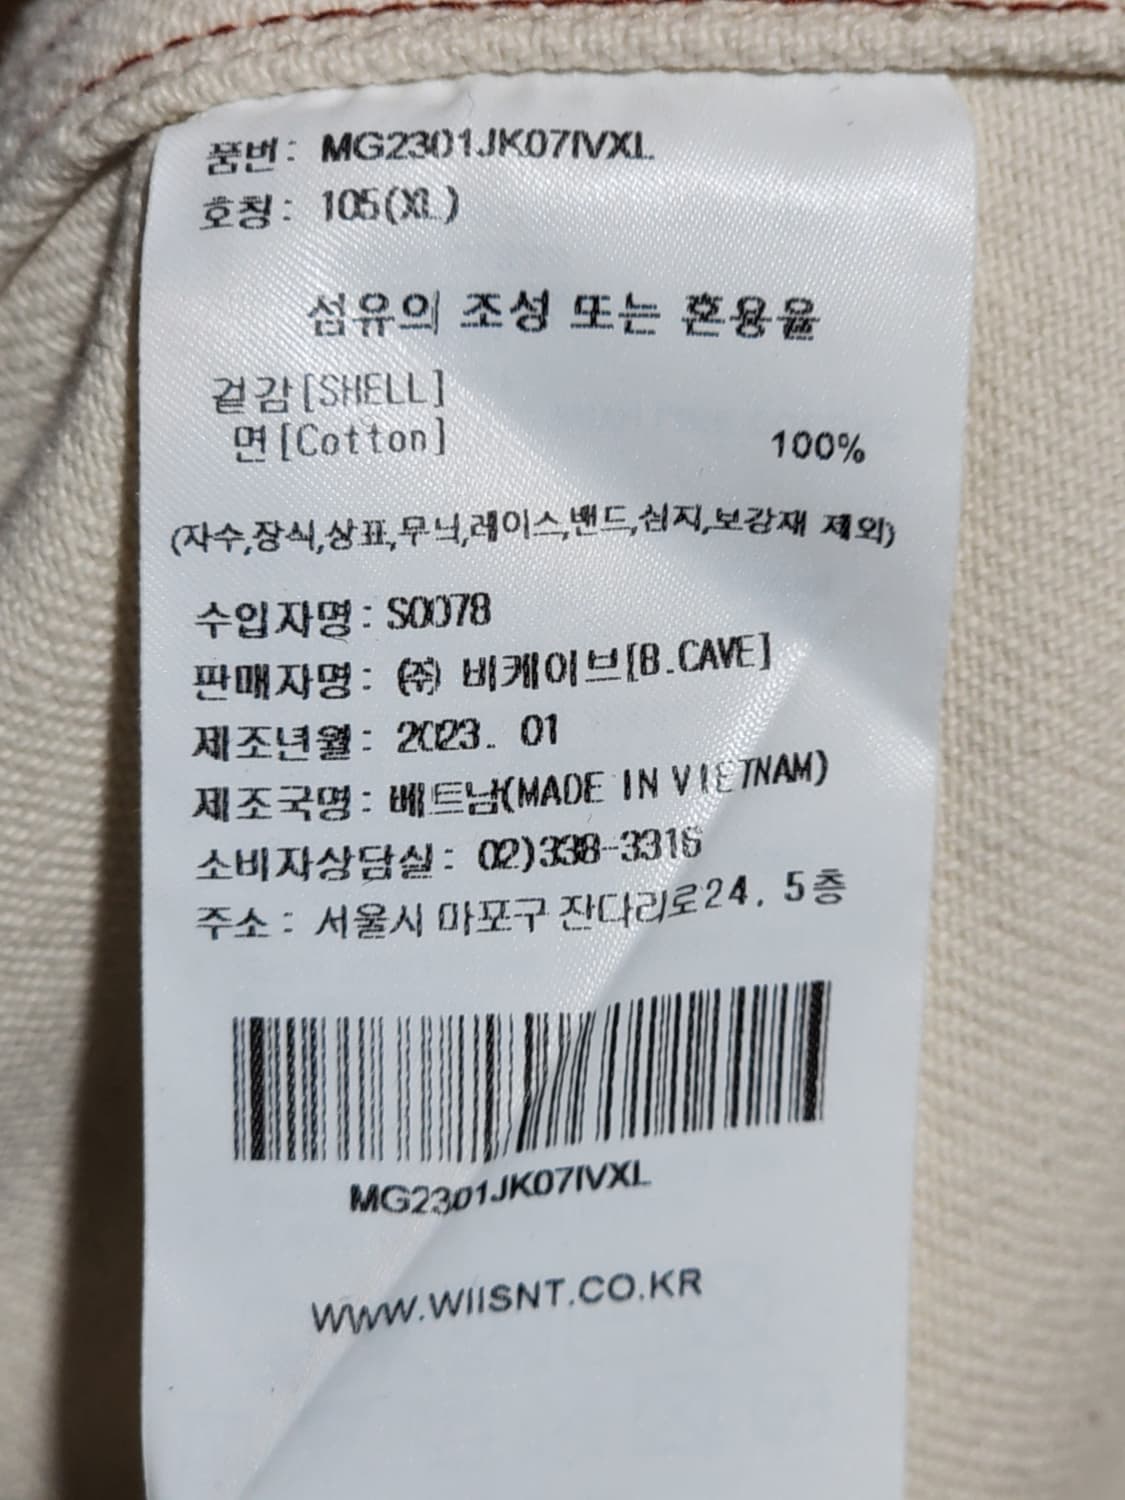 품번: MG2301JK07IVXL
호칭: 105(XL)
섬유의 조성 또는 혼용율
겉감[SHELL]
면[Cotton] 100%
(자수,장식,상표,무늬,레이스,밴드,심지,보강재 제외)
수입자명: S0078
판매자명: ㈜ 비케이브[B.CAVE]
제조년월: 2023. 01
제조국명: 베트남(MADE IN VIETNAM)
소비자상담실: 02)338-3316
주소: 서울시 마포구 잔다리로24, 5층
MG2301JK07IVXL
WWW.WIISNT.CO.KR